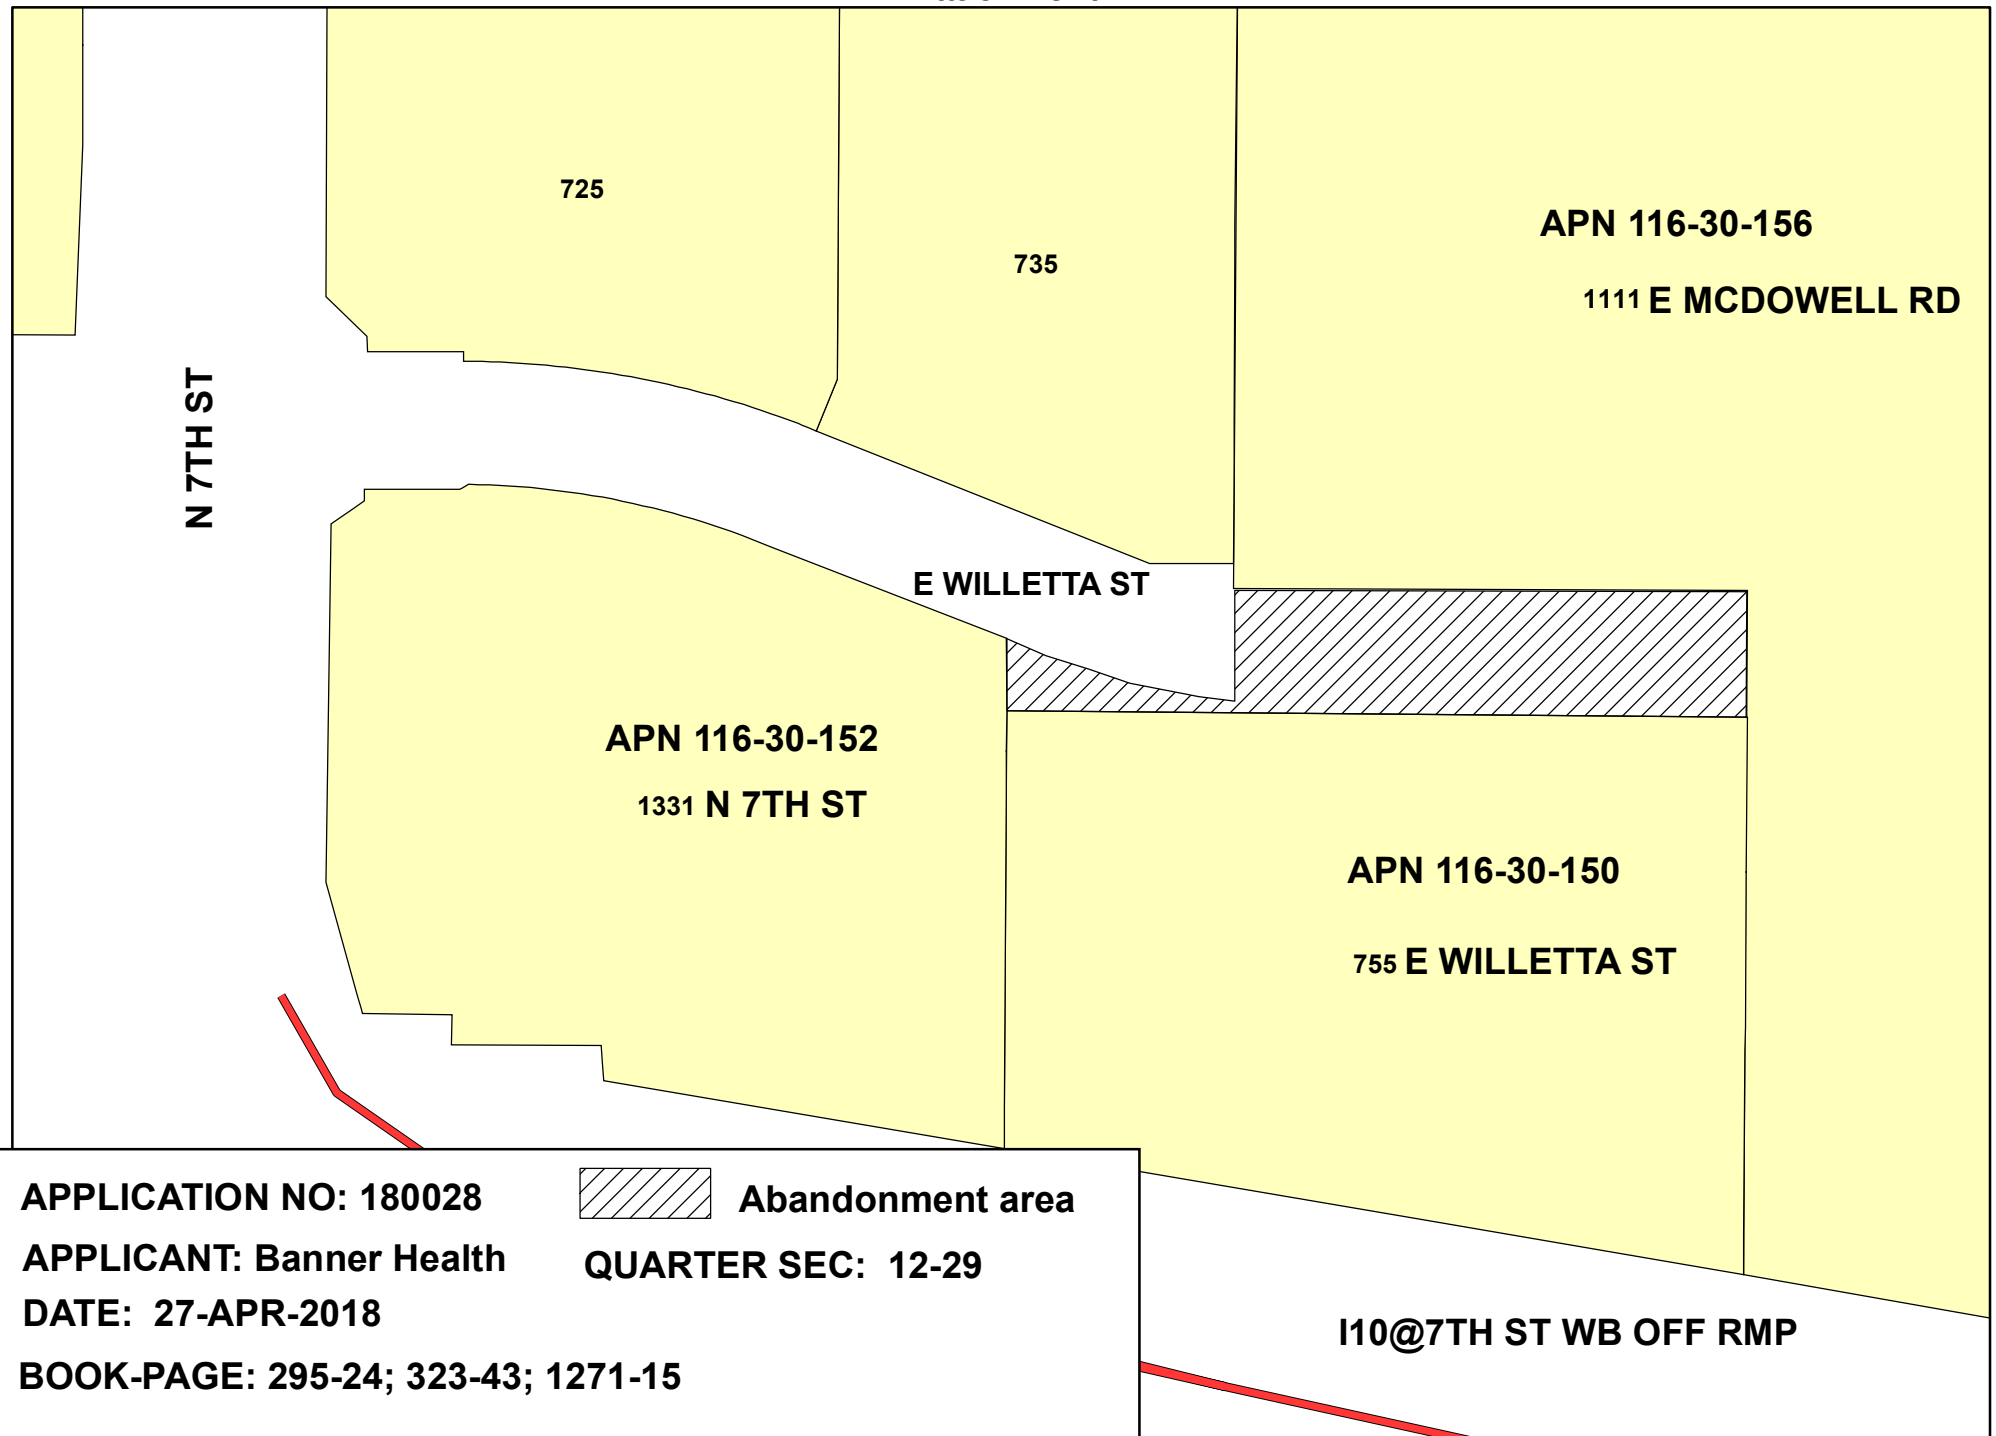 725
735
APN 116-30-156
1111 E MCDOWELL RD
N 7TH ST
E WILLETTA ST
APN 116-30-152
1331 N 7TH ST
APN 116-30-150
755 E WILLETTA ST
APPLICATION NO: 180028
Abandonment area
APPLICANT: Banner Health
QUARTER SEC: 12-29
DATE: 27-APR-2018
I10@7TH ST WB OFF RMP
BOOK-PAGE: 295-24; 323-43; 1271-15